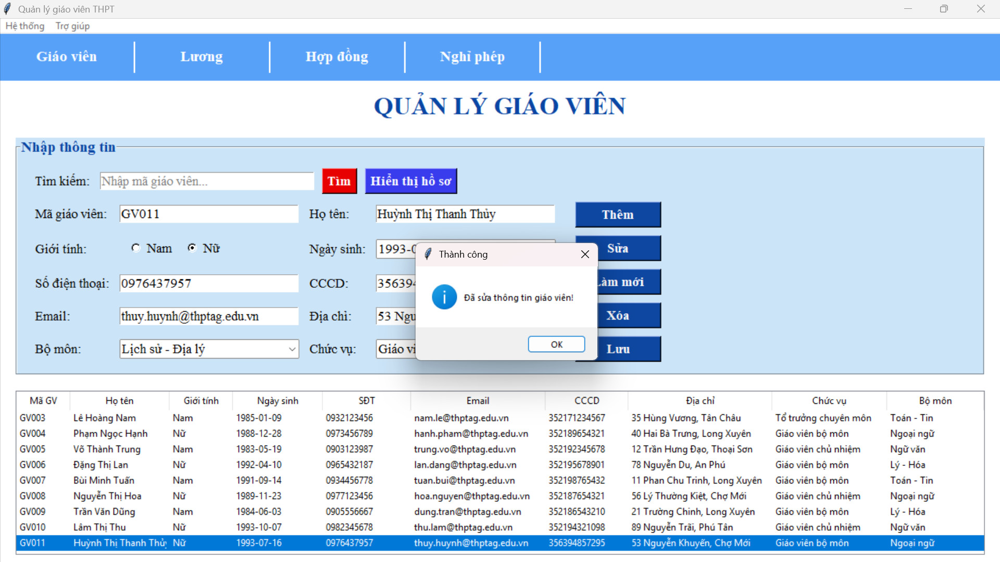 Quản lý giáo viên THPT
Hệ thống Trợ giúp
Giáo viên Lương Hợp đồng Nghỉ phép
QUẢN LÝ GIÁO VIÊN
Nhập thông tin
Tìm kiếm: Nhập mã giáo viên... Tìm Hiển thị hồ sơ
Mã giáo viên: GV011 Họ tên: Huỳnh Thị Thanh Thủy Thêm
Giới tính: Nam Nữ Ngày sinh: 1993-0 Sửa
Số điện thoại: 0976437957 CCCD: 356394 Làm mới
Email: thuy.huynh@thptag.edu.vn Địa chỉ: 53 Ngu Xóa
Bộ môn: Lịch sử - Địa lý Chức vụ: Giáo vi Lưu
Thành công
Đã sửa thông tin giáo viên!
OK
Mã GV Họ tên Giới tính Ngày sinh SĐT Email CCCD Địa chỉ Chức vụ Bộ môn
GV003 Lê Hoàng Nam Nam 1985-01-09 0932123456 nam.le@thptag.edu.vn 352171234567 35 Hùng Vương, Tân Châu Tổ trưởng chuyên môn Toán - Tin
GV004 Phạm Ngọc Hạnh Nữ 1988-12-28 0973456789 hanh.pham@thptag.edu.vn 352189654321 40 Hai Bà Trưng, Long Xuyên Giáo viên bộ môn Ngoại ngữ
GV005 Võ Thành Trung Nam 1983-05-19 0903123987 trung.vo@thptag.edu.vn 352192345678 12 Trần Hưng Đạo, Thoại Sơn Giáo viên chủ nhiệm Ngữ văn
GV006 Đặng Thị Lan Nữ 1992-04-10 0965432187 lan.dang@thptag.edu.vn 352195678901 78 Nguyễn Du, An Phú Giáo viên bộ môn Lý - Hóa
GV007 Bùi Minh Tuấn Nam 1991-09-14 0934456778 tuan.bui@thptag.edu.vn 352198765432 11 Phan Chu Trinh, Long Xuyên Giáo viên bộ môn Toán - Tin
GV008 Nguyễn Thị Hoa Nữ 1989-11-23 0977123456 hoa.nguyen@thptag.edu.vn 352187654321 56 Lý Thường Kiệt, Chợ Mới Giáo viên chủ nhiệm Ngoại ngữ
GV009 Trần Văn Dũng Nam 1984-06-03 0905556667 dung.tran@thptag.edu.vn 352186543210 21 Trường Chinh, Long Xuyên Giáo viên bộ môn Lý - Hóa
GV010 Lâm Thị Thu Nữ 1993-10-07 0982345678 thu.lam@thptag.edu.vn 352194321098 89 Nguyễn Trãi, Phú Tân Giáo viên chủ nhiệm Ngữ văn
GV011 Huỳnh Thị Thanh Thủy Nữ 1993-07-16 0976437957 thuy.huynh@thptag.edu.vn 356394857295 53 Nguyễn Khuyến, Chợ Mới Giáo viên bộ môn Ngoại ngữ